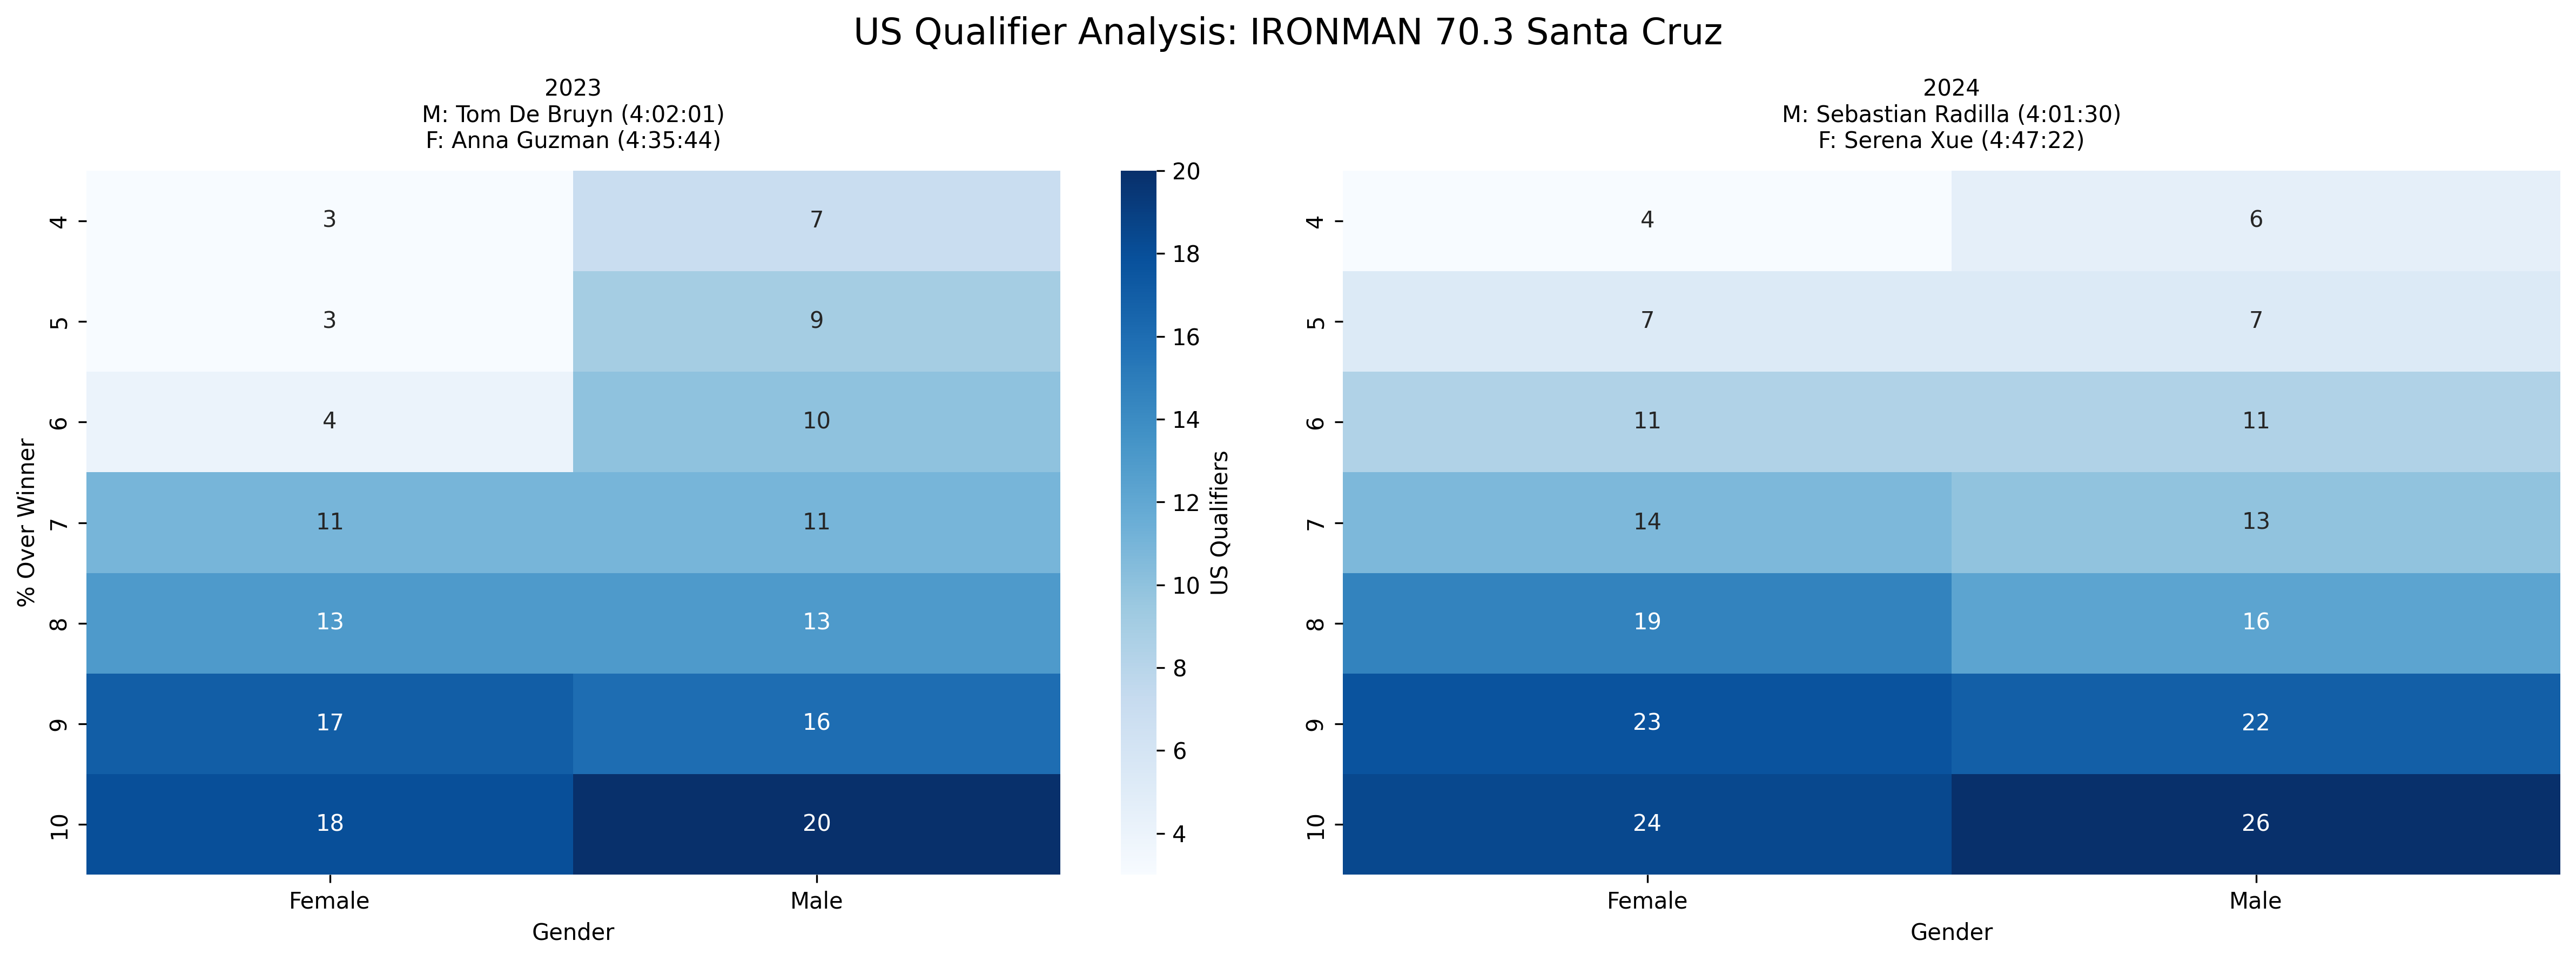 US Qualifier Analysis: IRONMAN 70.3 Santa Cruz
2023
M: Tom De Bruyn (4:02:01)
F: Anna Guzman (4:35:44)
% Over Winner
4 3 7
5 3 9
6 4 10
7 11 11
8 13 13
9 17 16
10 18 20
Female Male
Gender
20
18
16
14
12
10
8
6
4
US Qualifiers
2024
M: Sebastian Radilla (4:01:30)
F: Serena Xue (4:47:22)
4 4 6
5 7 7
6 11 11
7 14 13
8 19 16
9 23 22
10 24 26
Female Male
Gender